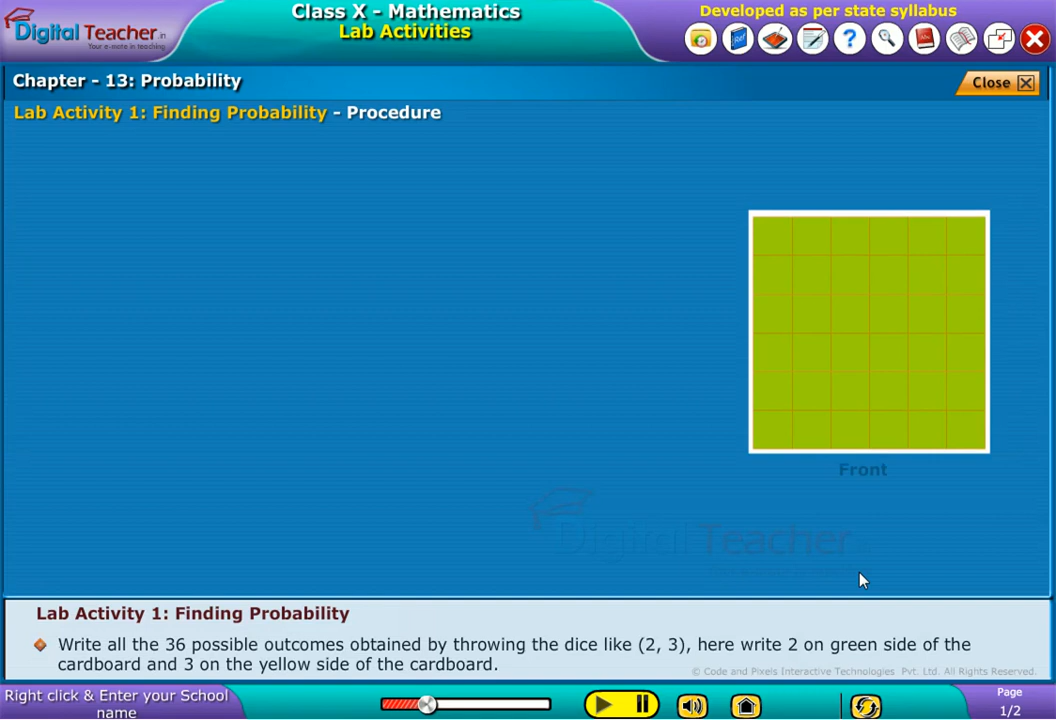 Digital Teacher.in
Your e-mate in teaching
Class X - Mathematics
Lab Activities
Developed as per state syllabus
Chapter - 13: Probability
Close
Lab Activity 1: Finding Probability - Procedure
Front
Digital Teacher.in
Lab Activity 1: Finding Probability
Write all the 36 possible outcomes obtained by throwing the dice like (2, 3), here write 2 on green side of the
cardboard and 3 on the yellow side of the cardboard.
© Code and Pixels Interactive Technologies Pvt. Ltd. All Rights Reserved.
Right click & Enter your School
name
Page
1/2